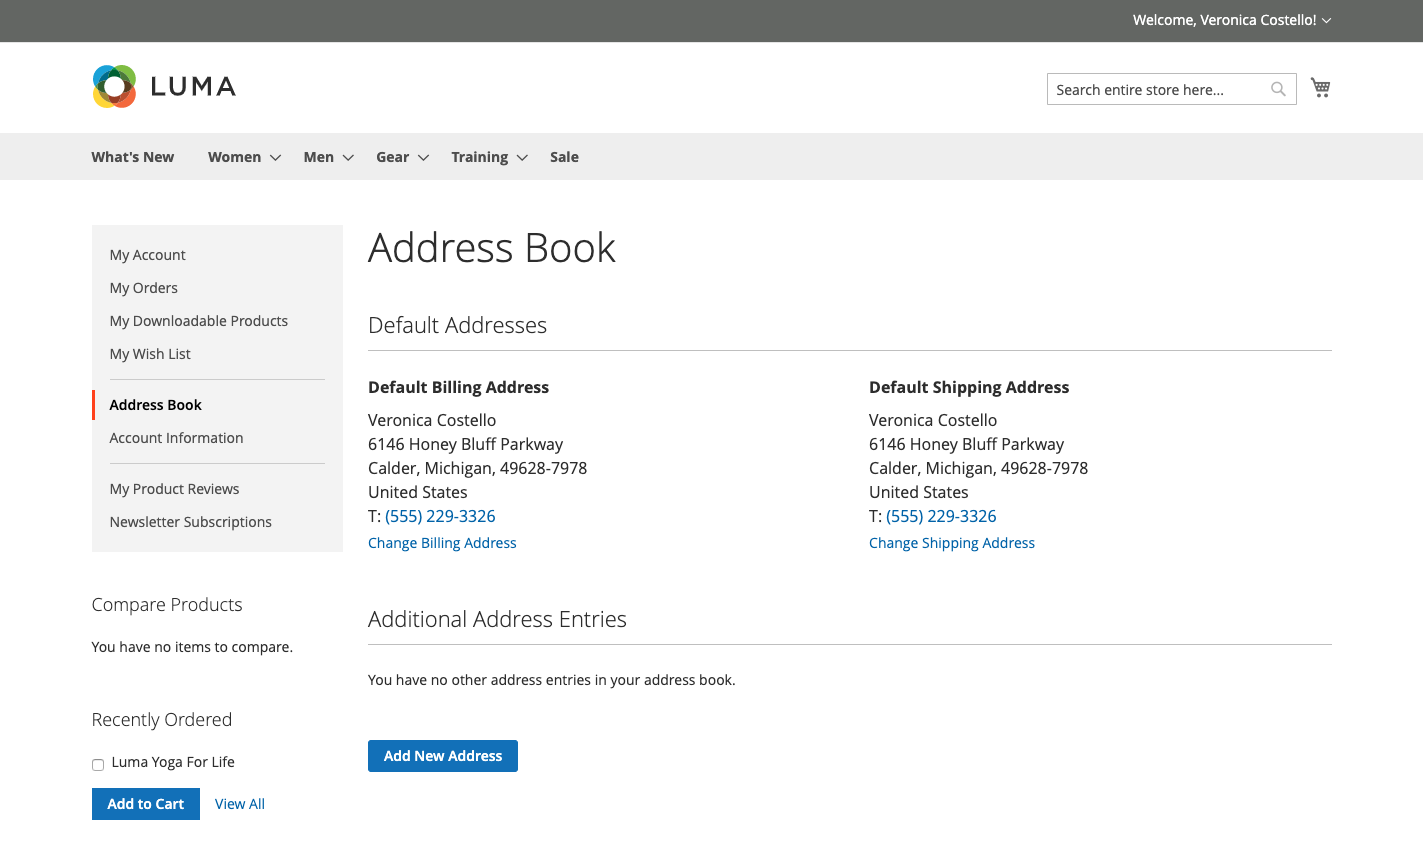 Welcome, Veronica Costello!
LUMA
Search entire store here...
What's New Women Men Gear Training Sale
My Account
My Orders
My Downloadable Products
My Wish List
Address Book
Account Information
My Product Reviews
Newsletter Subscriptions
Compare Products
You have no items to compare.
Recently Ordered
Luma Yoga For Life
Add to Cart View All
Address Book
Default Addresses
Default Billing Address
Veronica Costello
6146 Honey Bluff Parkway
Calder, Michigan, 49628-7978
United States
T: (555) 229-3326
Change Billing Address
Default Shipping Address
Veronica Costello
6146 Honey Bluff Parkway
Calder, Michigan, 49628-7978
United States
T: (555) 229-3326
Change Shipping Address
Additional Address Entries
You have no other address entries in your address book.
Add New Address